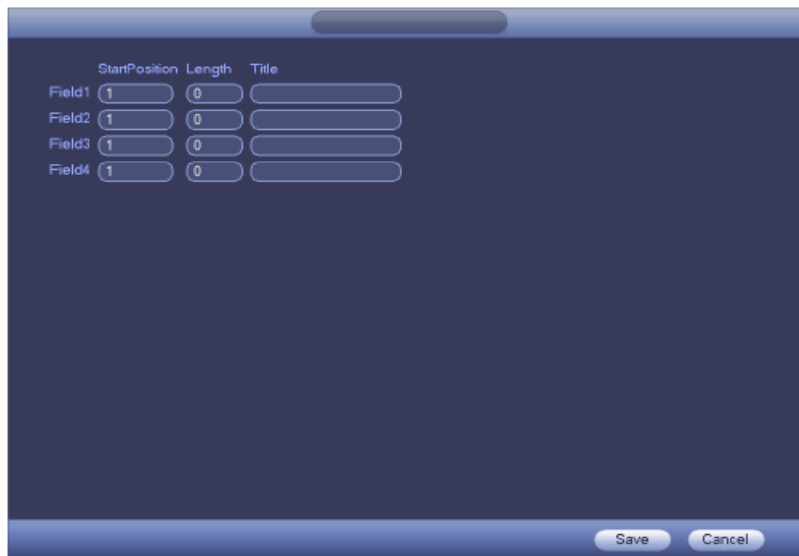 StartPosition Length Title
Field1 1 0
Field2 1 0
Field3 1 0
Field4 1 0
Save Cancel